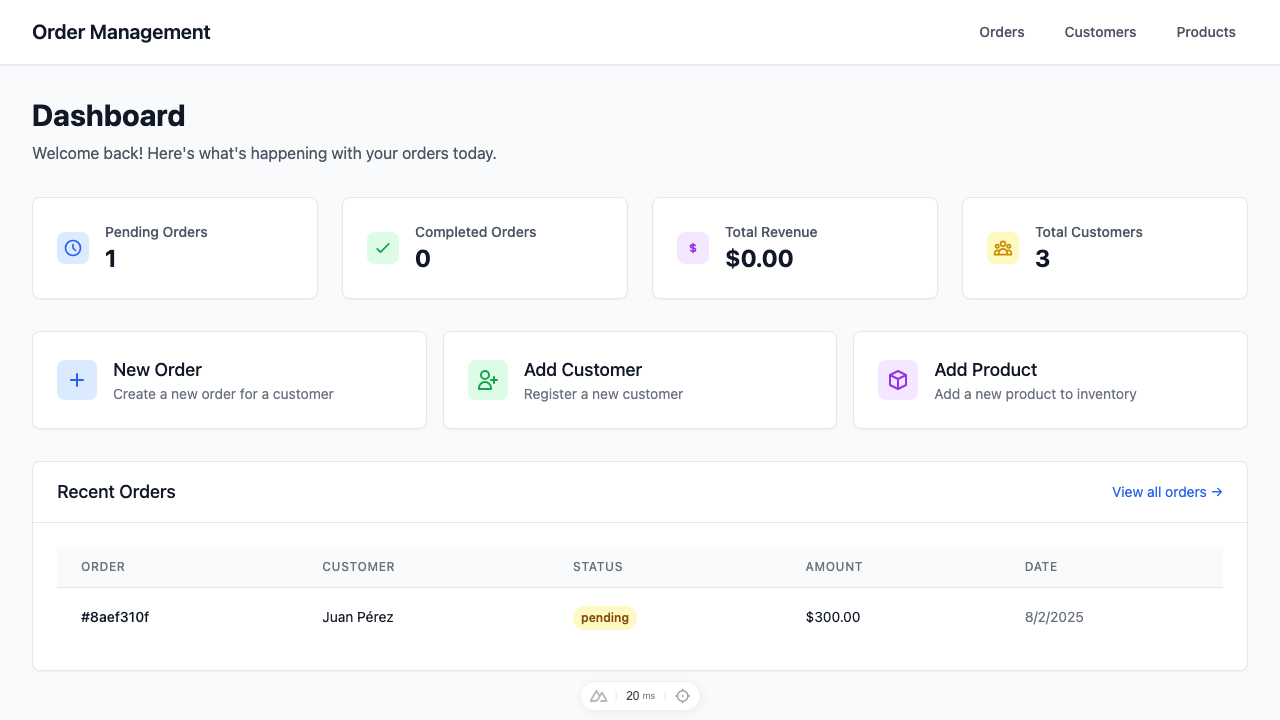 Order Management
Orders Customers Products
Dashboard
Welcome back! Here's what's happening with your orders today.
Pending Orders
1
Completed Orders
0
$
Total Revenue
$0.00
Total Customers
3
New Order
Create a new order for a customer
Add Customer
Register a new customer
Add Product
Add a new product to inventory
Recent Orders
View all orders →
ORDER CUSTOMER STATUS AMOUNT DATE
#8aef310f Juan Pérez pending $300.00 8/2/2025
20 ms